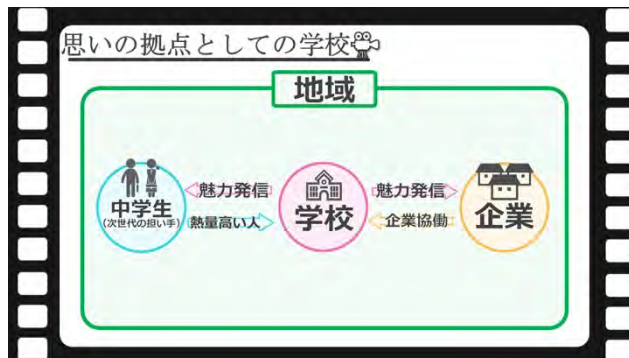 思いの拠点としての学校
地域
魅力発信
魅力発信
中学生
(次世代の担い手)
熱量高い人
学校
企業協働
企業